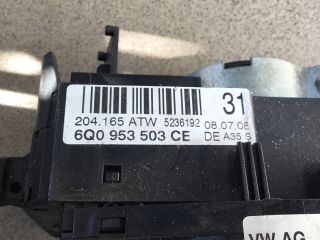 31
204.165 ATW 5236192 08.07.08
6Q0 953 503 CE DE A35 S
VW AG